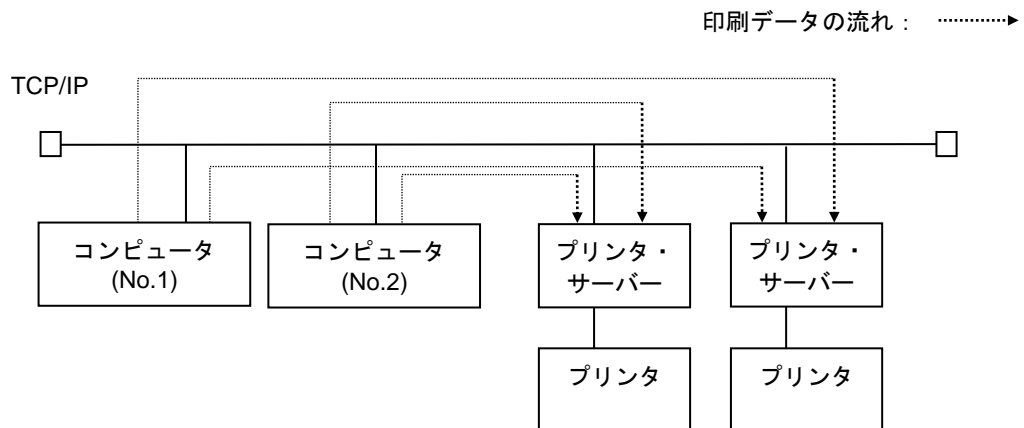 印刷データの流れ：
TCP/IP
コンピュータ
(No.1)
コンピュータ
(No.2)
プリンタ・
サーバー
プリンタ・
サーバー
プリンタ
プリンタ